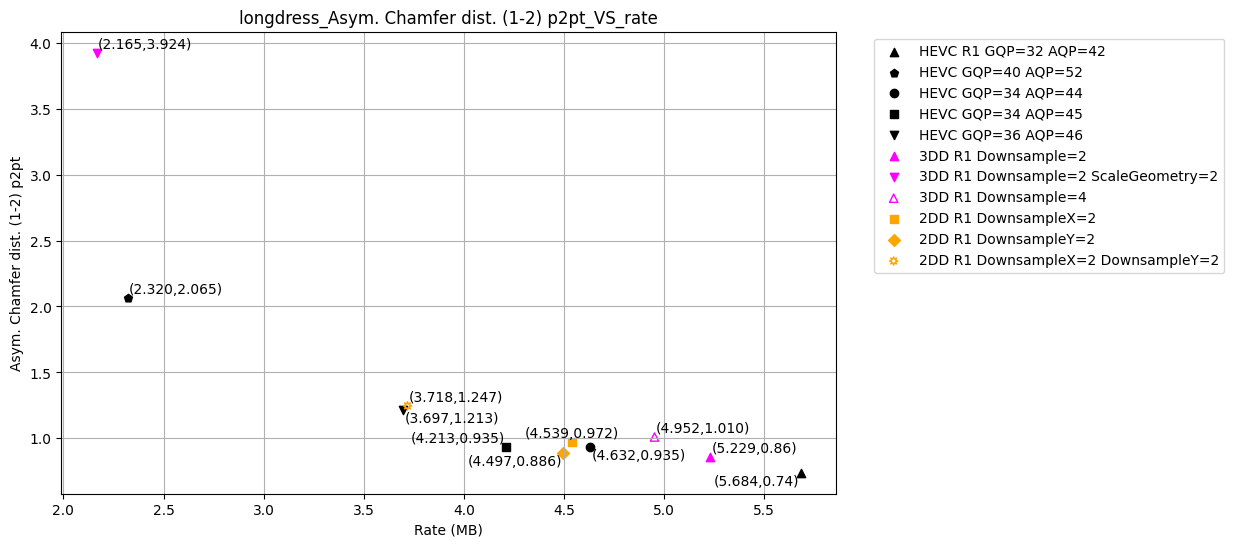 longdress_Asym. Chamfer dist. (1-2) p2pt_VS_rate
Asym. Chamfer dist. (1-2) p2pt
4.0
3.5
3.0
2.5
2.0
1.5
1.0
(2.165,3.924)
(2.320,2.065)
(3.718,1.247)
(3.697,1.213)
(4.213,0.935)
(4.539,0.972)
(4.497,0.886)
(4.632,0.935)
(4.952,1.010)
(5.229,0.86)
(5.684,0.74)
2.0
2.5
3.0
3.5
4.0
4.5
5.0
5.5
Rate (MB)
HEVC R1 GQP=32 AQP=42
HEVC GQP=40 AQP=52
HEVC GQP=34 AQP=44
HEVC GQP=34 AQP=45
HEVC GQP=36 AQP=46
3DD R1 Downsample=2
3DD R1 Downsample=2 ScaleGeometry=2
3DD R1 Downsample=4
2DD R1 DownsampleX=2
2DD R1 DownsampleY=2
2DD R1 DownsampleX=2 DownsampleY=2